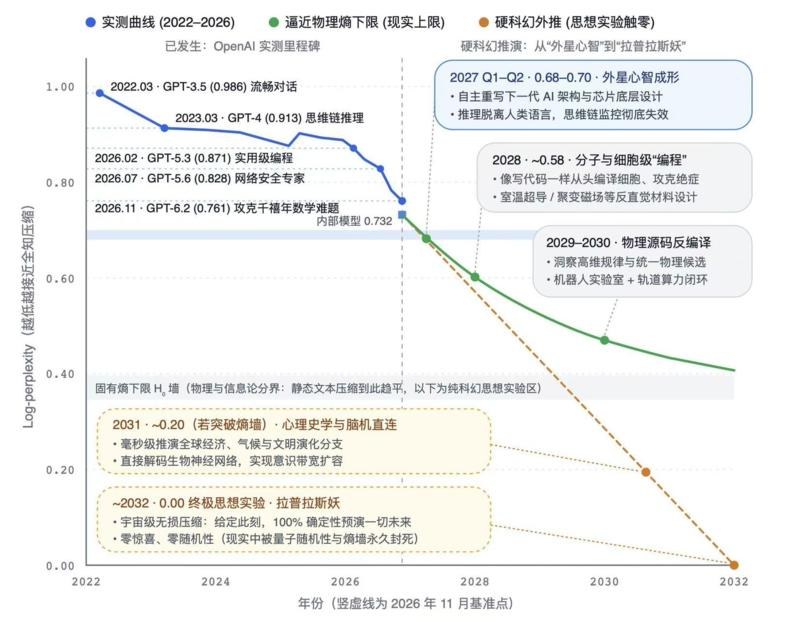 实测曲线 (2022–2026)
逼近物理熵下限 (现实上限)
硬科幻外推 (思想实验触零)
已发生：OpenAI 实测里程碑
硬科幻推演：从“外星心智”到“拉普拉斯妖”
1.00
0.80
0.60
0.40
0.20
0.00
Log-perplexity（越低越接近全知压缩）
2022.03 · GPT-3.5 (0.986) 流畅对话
2023.03 · GPT-4 (0.913) 思维链推理
2026.02 · GPT-5.3 (0.871) 实用级编程
2026.07 · GPT-5.6 (0.828) 网络安全专家
2026.11 · GPT-6.2 (0.761) 攻克千禧年数学难题
内部模型 0.732
2027 Q1–Q2 · 0.68–0.70 · 外星心智成形
• 自主重写下一代 AI 架构与芯片底层设计
• 推理脱离人类语言，思维链监控彻底失效
2028 · ~0.58 · 分子与细胞级“编程”
• 像写代码一样从头编译细胞、攻克绝症
• 室温超导 / 聚变磁场等反直觉材料设计
2029–2030 · 物理源码反编译
• 洞察高维规律与统一物理候选
• 机器人实验室 + 轨道算力闭环
固有熵下限 H₀ 墙（物理与信息论分界：静态文本压缩到此趋平，以下为纯科幻思想实验区）
2031 · ~0.20（若突破熵墙）· 心理史学与脑机直连
• 毫秒级推演全球经济、气候与文明演化分支
• 直接解码生物神经网络，实现意识带宽扩容
~2032 · 0.00 终极思想实验 · 拉普拉斯妖
• 宇宙级无损压缩：给定此刻，100% 确定性预演一切未来
• 零惊喜、零随机性（现实中被量子随机性与熵墙永久封死）
2022
2024
2026
2028
2030
2032
年份（竖虚线为 2026 年 11 月基准点）